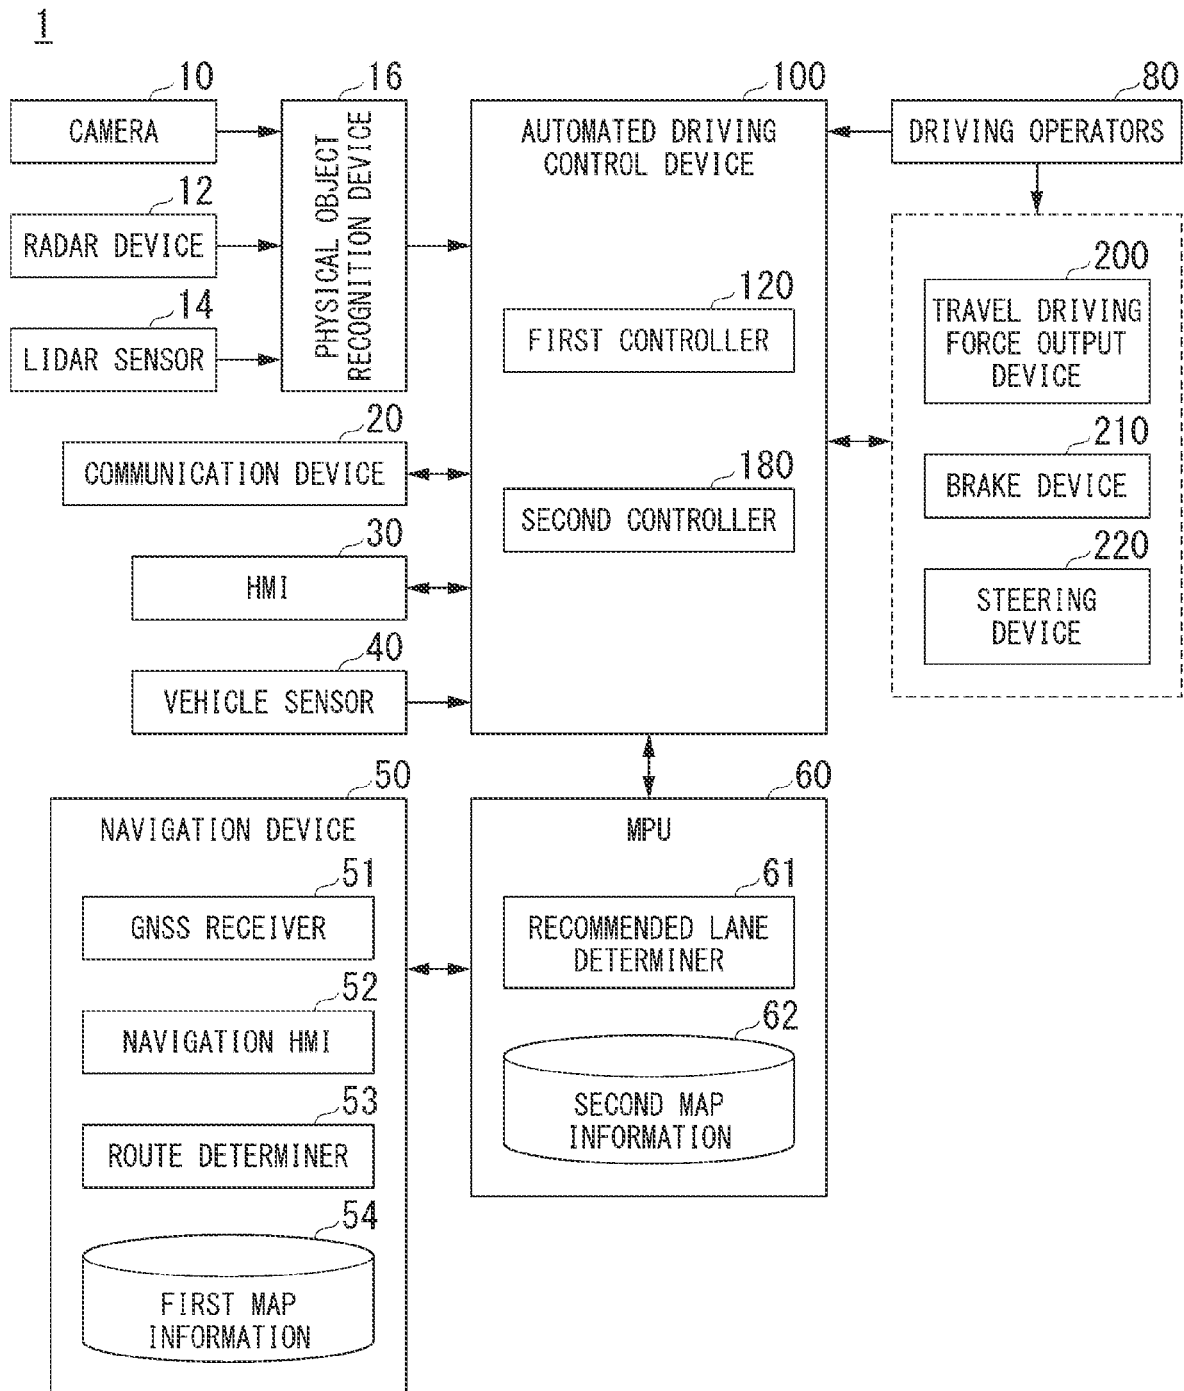 1
10
CAMERA
12
RADAR DEVICE
14
LIDAR SENSOR
16
PHYSICAL OBJECT
RECOGNITION DEVICE
20
COMMUNICATION DEVICE
30
HMI
40
VEHICLE SENSOR
100
AUTOMATED DRIVING
CONTROL DEVICE
120
FIRST CONTROLLER
180
SECOND CONTROLLER
80
DRIVING OPERATORS
200
TRAVEL DRIVING
FORCE OUTPUT
DEVICE
210
BRAKE DEVICE
220
STEERING
DEVICE
50
NAVIGATION DEVICE
51
GNSS RECEIVER
52
NAVIGATION HMI
53
ROUTE DETERMINER
54
FIRST MAP
INFORMATION
60
MPU
61
RECOMMENDED LANE
DETERMINER
62
SECOND MAP
INFORMATION